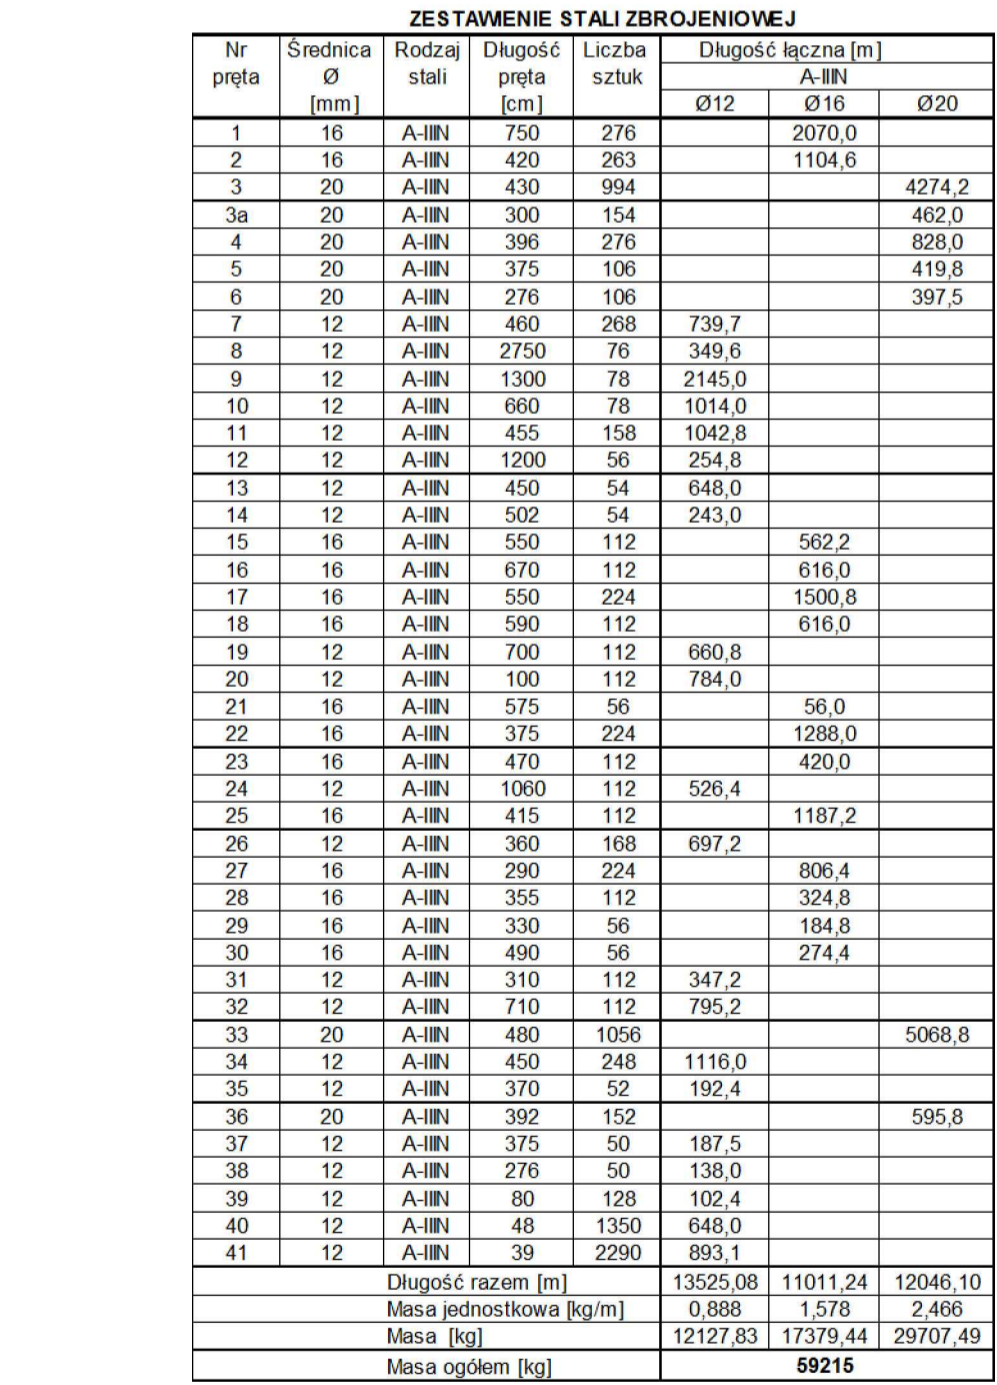 ZESTAWIENIE STALI ZBROJENIOWEJ
Nr pręta Średnica Ø [mm] Rodzaj stali Długość pręta [cm] Liczba sztuk Długość łączna [m]
A-IIIN
Ø12 Ø16 Ø20
1 16 A-IIIN 750 276 2070,0
2 16 A-IIIN 420 263 1104,6
3 20 A-IIIN 430 994 4274,2
3a 20 A-IIIN 300 154 462,0
4 20 A-IIIN 396 276 828,0
5 20 A-IIIN 375 106 419,8
6 20 A-IIIN 276 106 397,5
7 12 A-IIIN 460 268 739,7
8 12 A-IIIN 2750 76 349,6
9 12 A-IIIN 1300 78 2145,0
10 12 A-IIIN 660 78 1014,0
11 12 A-IIIN 455 158 1042,8
12 12 A-IIIN 1200 56 254,8
13 12 A-IIIN 450 54 648,0
14 12 A-IIIN 502 54 243,0
15 16 A-IIIN 550 112 562,2
16 16 A-IIIN 670 112 616,0
17 16 A-IIIN 550 224 1500,8
18 16 A-IIIN 590 112 616,0
19 12 A-IIIN 700 112 660,8
20 12 A-IIIN 100 112 784,0
21 16 A-IIIN 575 56 56,0
22 16 A-IIIN 375 224 1288,0
23 16 A-IIIN 470 112 420,0
24 12 A-IIIN 1060 112 526,4
25 16 A-IIIN 415 112 1187,2
26 12 A-IIIN 360 168 697,2
27 16 A-IIIN 290 224 806,4
28 16 A-IIIN 355 112 324,8
29 16 A-IIIN 330 56 184,8
30 16 A-IIIN 490 56 274,4
31 12 A-IIIN 310 112 347,2
32 12 A-IIIN 710 112 795,2
33 20 A-IIIN 480 1056 5068,8
34 12 A-IIIN 450 248 1116,0
35 12 A-IIIN 370 52 192,4
36 20 A-IIIN 392 152 595,8
37 12 A-IIIN 375 50 187,5
38 12 A-IIIN 276 50 138,0
39 12 A-IIIN 80 128 102,4
40 12 A-IIIN 48 1350 648,0
41 12 A-IIIN 39 2290 893,1
Długość razem [m] 13525,08 11011,24 12046,10
Masa jednostkowa [kg/m] 0,888 1,578 2,466
Masa [kg] 12127,83 17379,44 29707,49
Masa ogółem [kg] 59215